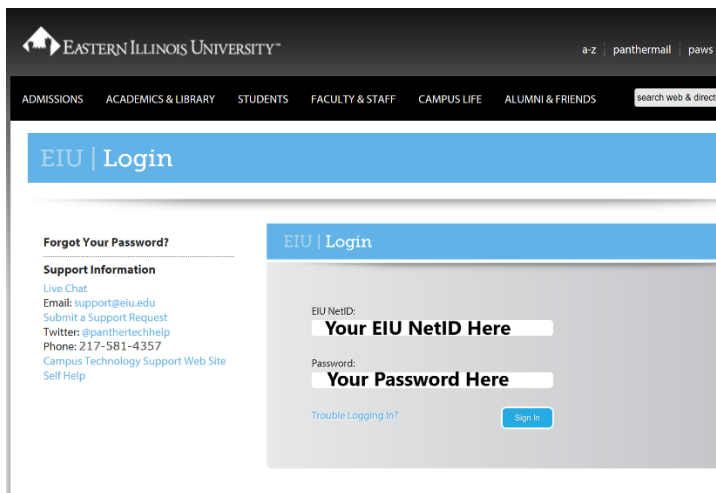 EASTERN ILLINOIS UNIVERSITY™
a-z panthermail paws
ADMISSIONS ACADEMICS & LIBRARY STUDENTS FACULTY & STAFF CAMPUS LIFE ALUMNI & FRIENDS search web & direct
EIU | Login
Forgot Your Password?
Support Information
Live Chat
Email: support@eiu.edu
Submit a Support Request
Twitter: @panthertechhelp
Phone: 217-581-4357
Campus Technology Support Web Site
Self Help
EIU | Login
EIU NetID:
Your EIU NetID Here
Password:
Your Password Here
Trouble Logging In?
Sign In